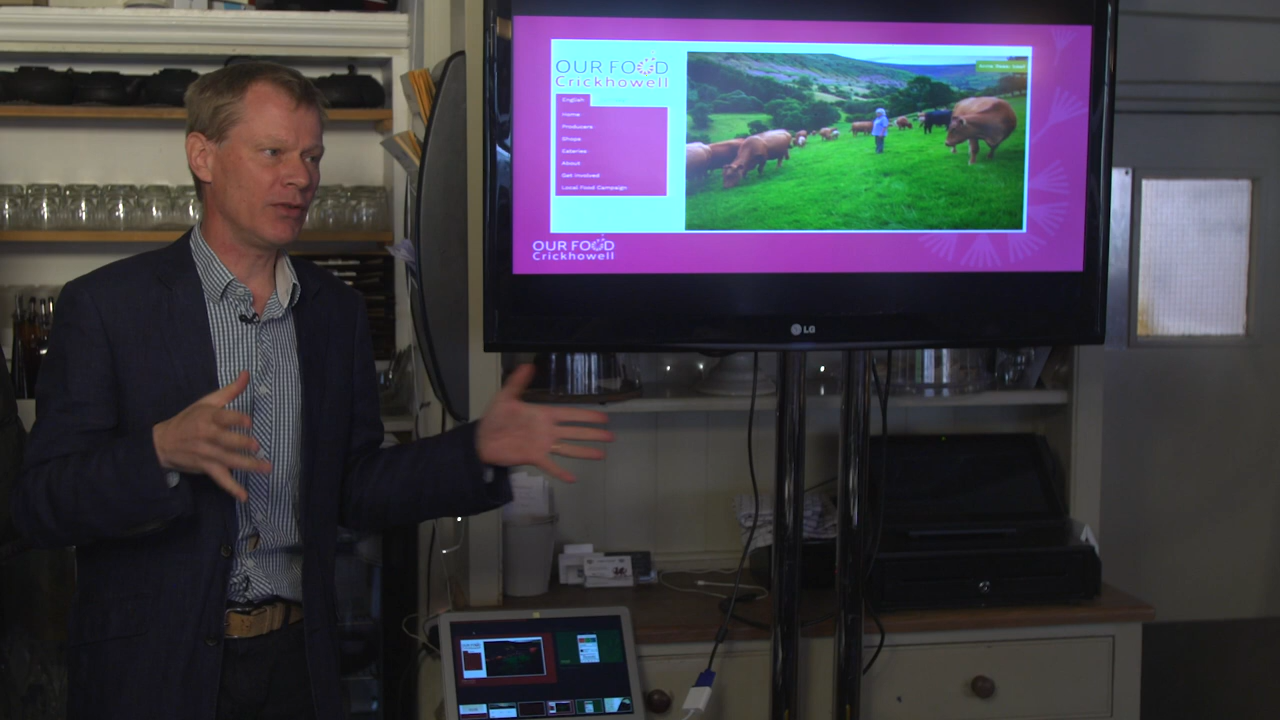 OUR FOOD
Crickhowell
English
Home
Producers
Shops
Eateries
About
Get Involved
Local Food Campaign
OUR FOOD
Crickhowell
LG